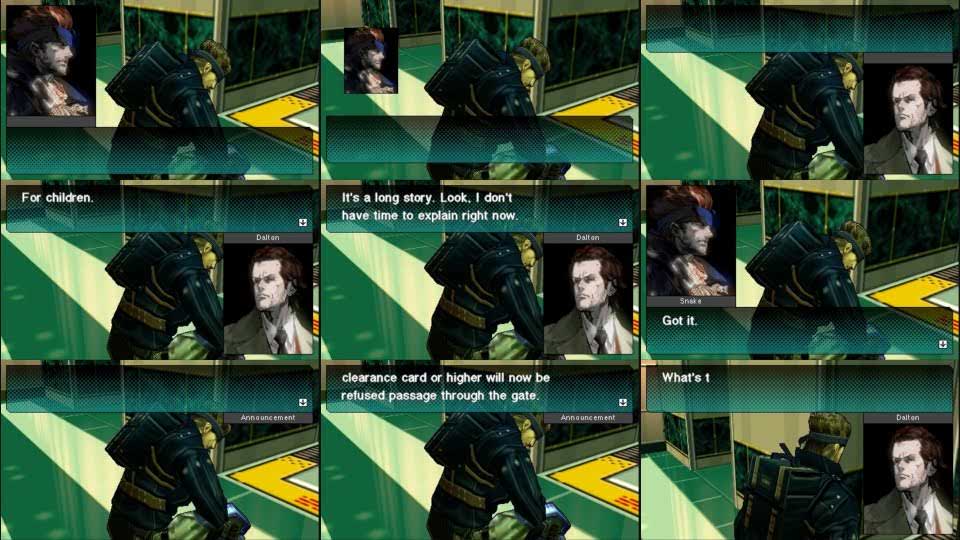 For children.
Dalton
It's a long story. Look, I don't
have time to explain right now.
Dalton
Snake
Got it.
Announcement
clearance card or higher will now be
refused passage through the gate.
Announcement
What's t
Dalton